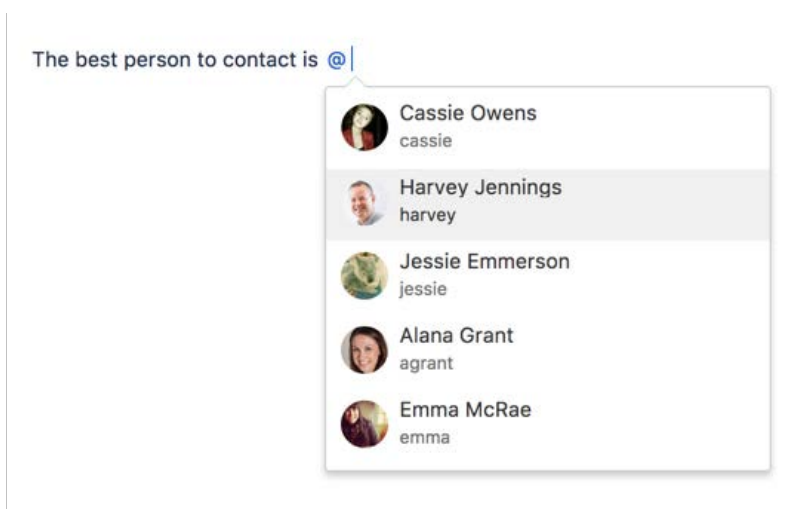 The best person to contact is @
Cassie Owens
cassie
Harvey Jennings
harvey
Jessie Emmerson
jessie
Alana Grant
agrant
Emma McRae
emma